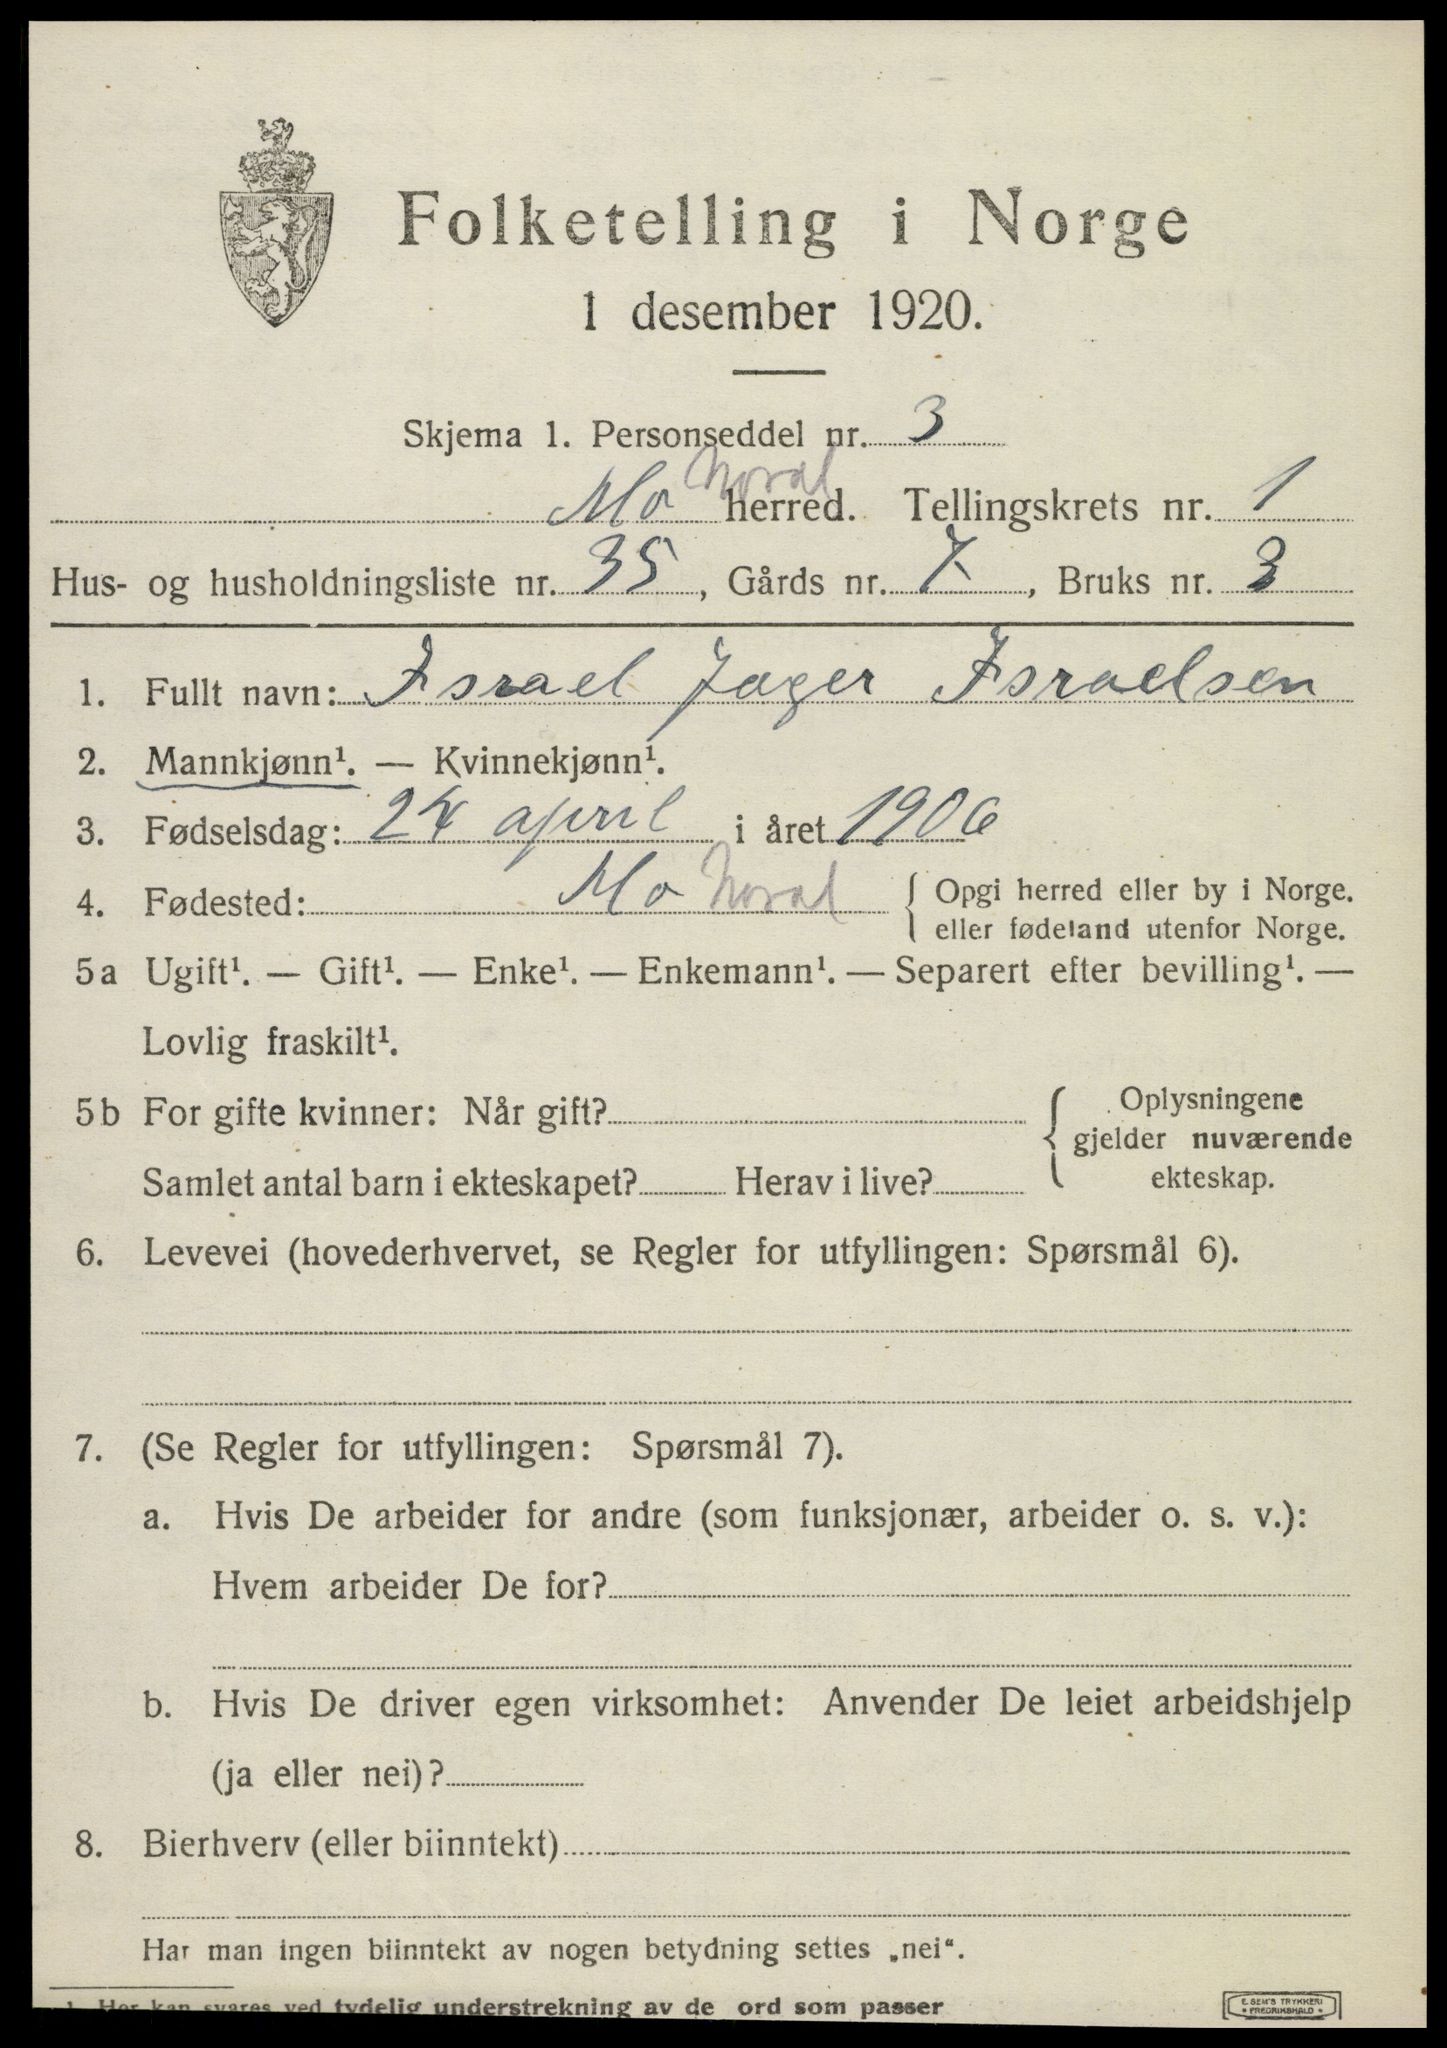 Folketelling i Norge
1 desember 1920.
Skjema 1. Personseddel nr. 3
Mo Noral herred. Tellingskrets nr. 1
Hus- og husholdningsliste nr. 35, Gårds nr. 7, Bruks nr. 3
1. Fullt navn: Israel Jager Israelsen
2. Mannkjønn¹. — Kvinnekjønn¹.
3. Fødselsdag: 24 april i året 1906
4. Fødested: Mo Noral { Opgi herred eller by i Norge.
eller fødeland utenfor Norge.
5a Ugift¹. — Gift¹. — Enke¹. — Enkemann¹. — Separert efter bevilling¹. —
Lovlig fraskilt¹.
5b For gifte kvinner: Når gift? { Oplysningene
gjelder nuværende
Samlet antal barn i ekteskapet? Herav i live? ekteskap.
6. Levevei (hovederhvervet, se Regler for utfyllingen: Spørsmål 6).
7. (Se Regler for utfyllingen: Spørsmål 7).
a. Hvis De arbeider for andre (som funksjonær, arbeider o. s. v.):
Hvem arbeider De for?
b. Hvis De driver egen virksomhet: Anvender De leiet arbeidshjelp
(ja eller nei)?
8. Bierhverv (eller biinntekt)
Har man ingen biinntekt av nogen betydning settes „nei“.
1 Her kan svares ved tydelig understrekning av de ord som passer
E. SEM'S TRYKKERI
* FREDRIKSHALD *